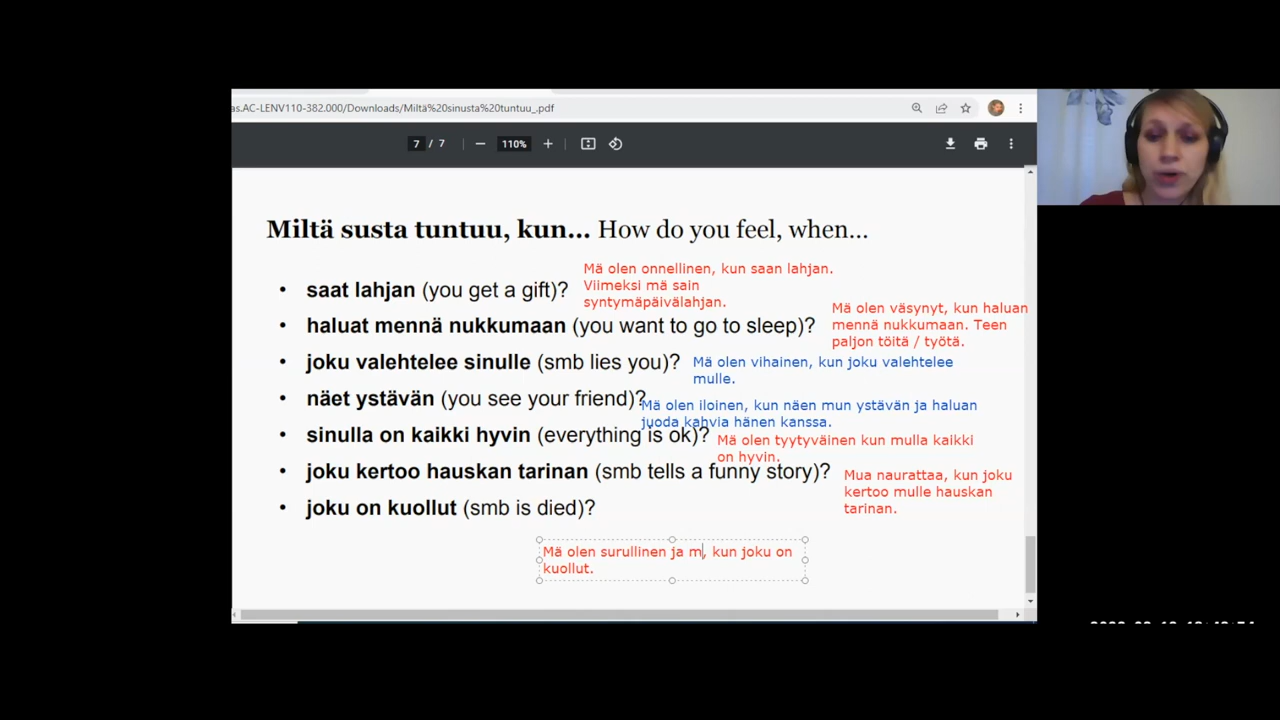 as.AC-LENV110-382.000/Downloads/Miltä%20sinusta%20tuntuu_.pdf
7 / 7
110%
Miltä susta tuntuu, kun... How do you feel, when...
• saat lahjan (you get a gift)?
Mä olen onnellinen, kun saan lahjan.
Viimeksi mä sain
syntymäpäivälahjan.
• haluat mennä nukkumaan (you want to go to sleep)?
Mä olen väsynyt, kun haluan
mennä nukkumaan. Teen
paljon töitä / työtä.
• joku valehtelee sinulle (smb lies you)?
Mä olen vihainen, kun joku valehtelee
mulle.
• näet ystävän (you see your friend)?
Mä olen iloinen, kun näen mun ystävän ja haluan
juoda kahvia hänen kanssa.
• sinulla on kaikki hyvin (everything is ok)?
Mä olen tyytyväinen kun mulla kaikki
on hyvin.
• joku kertoo hauskan tarinan (smb tells a funny story)?
Mua naurattaa, kun joku
kertoo mulle hauskan
tarinan.
• joku on kuollut (smb is died)?
Mä olen surullinen ja m, kun joku on
kuollut.